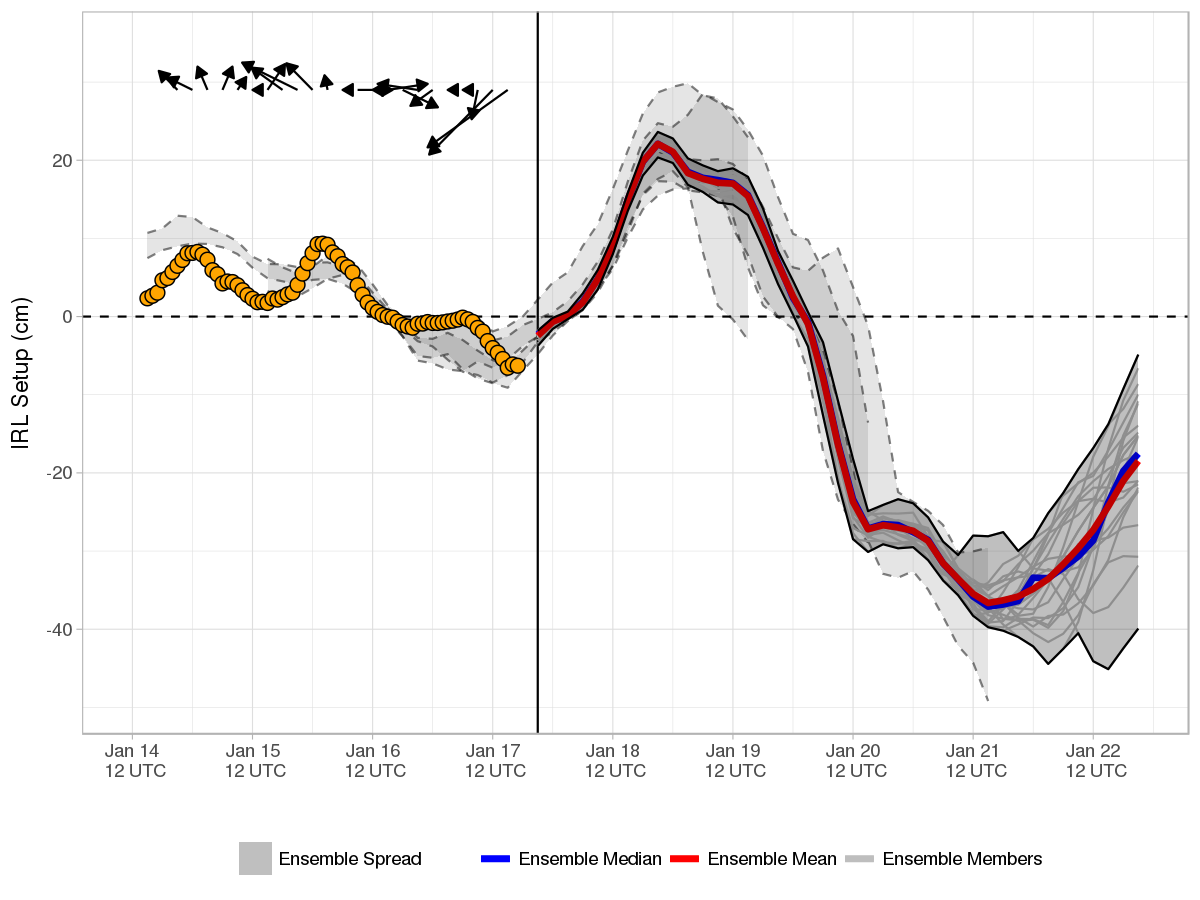 IRL Setup (cm)
20
0
-20
-40
Jan 14 Jan 15 Jan 16 Jan 17 Jan 18 Jan 19 Jan 20 Jan 21 Jan 22
12 UTC 12 UTC 12 UTC 12 UTC 12 UTC 12 UTC 12 UTC 12 UTC 12 UTC
Ensemble Spread Ensemble Median Ensemble Mean Ensemble Members